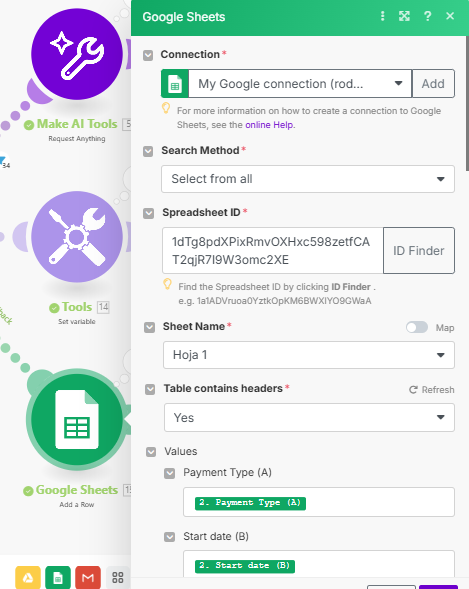 Google Sheets
?
Connection*
My Google connection (rod...
Add
For more information on how to create a connection to Google
Sheets, see the online Help.
Search Method*
Select from all
Spreadsheet ID*
1dTg8pdXPixRmvOXHxc598zetfCA
T2qjR7I9W3omc2XE
ID Finder
Find the Spreadsheet ID by clicking ID Finder .
e.g. 1a1ADVruoa0YztkOpKM6BWXIYO9GWaA
Sheet Name*
Map
Hoja 1
Table contains headers*
Refresh
Yes
Values
Payment Type (A)
2. Payment Type (A)
Start date (B)
2. Start date (B)
Make AI Tools 5
Request Anything
34
Tools 14
Set variable
back
Google Sheets
Add a Row